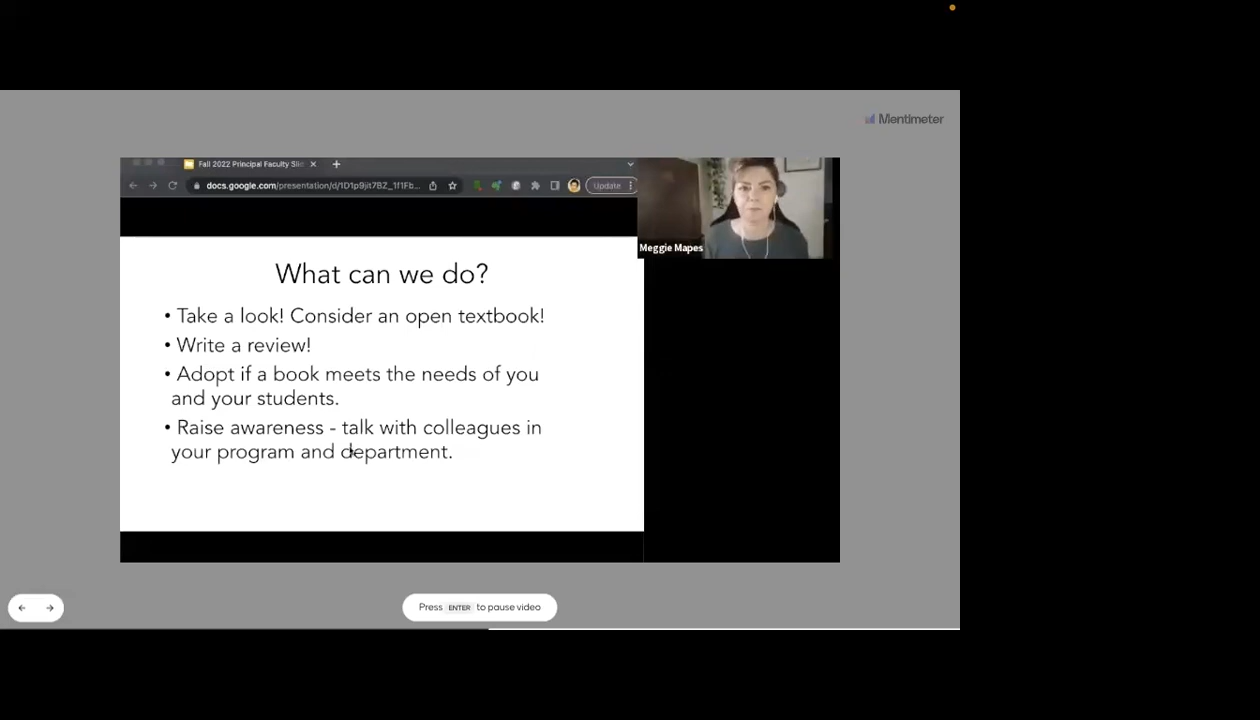 Mentimeter
Fall 2022 Principal Faculty Slid
docs.google.com/presentation/d/1D1p9jit7BZ_1f1Fb...
Update
Meggie Mapes
What can we do?
• Take a look! Consider an open textbook!
• Write a review!
• Adopt if a book meets the needs of you
and your students.
• Raise awareness - talk with colleagues in
your program and department.
Press ENTER to pause video